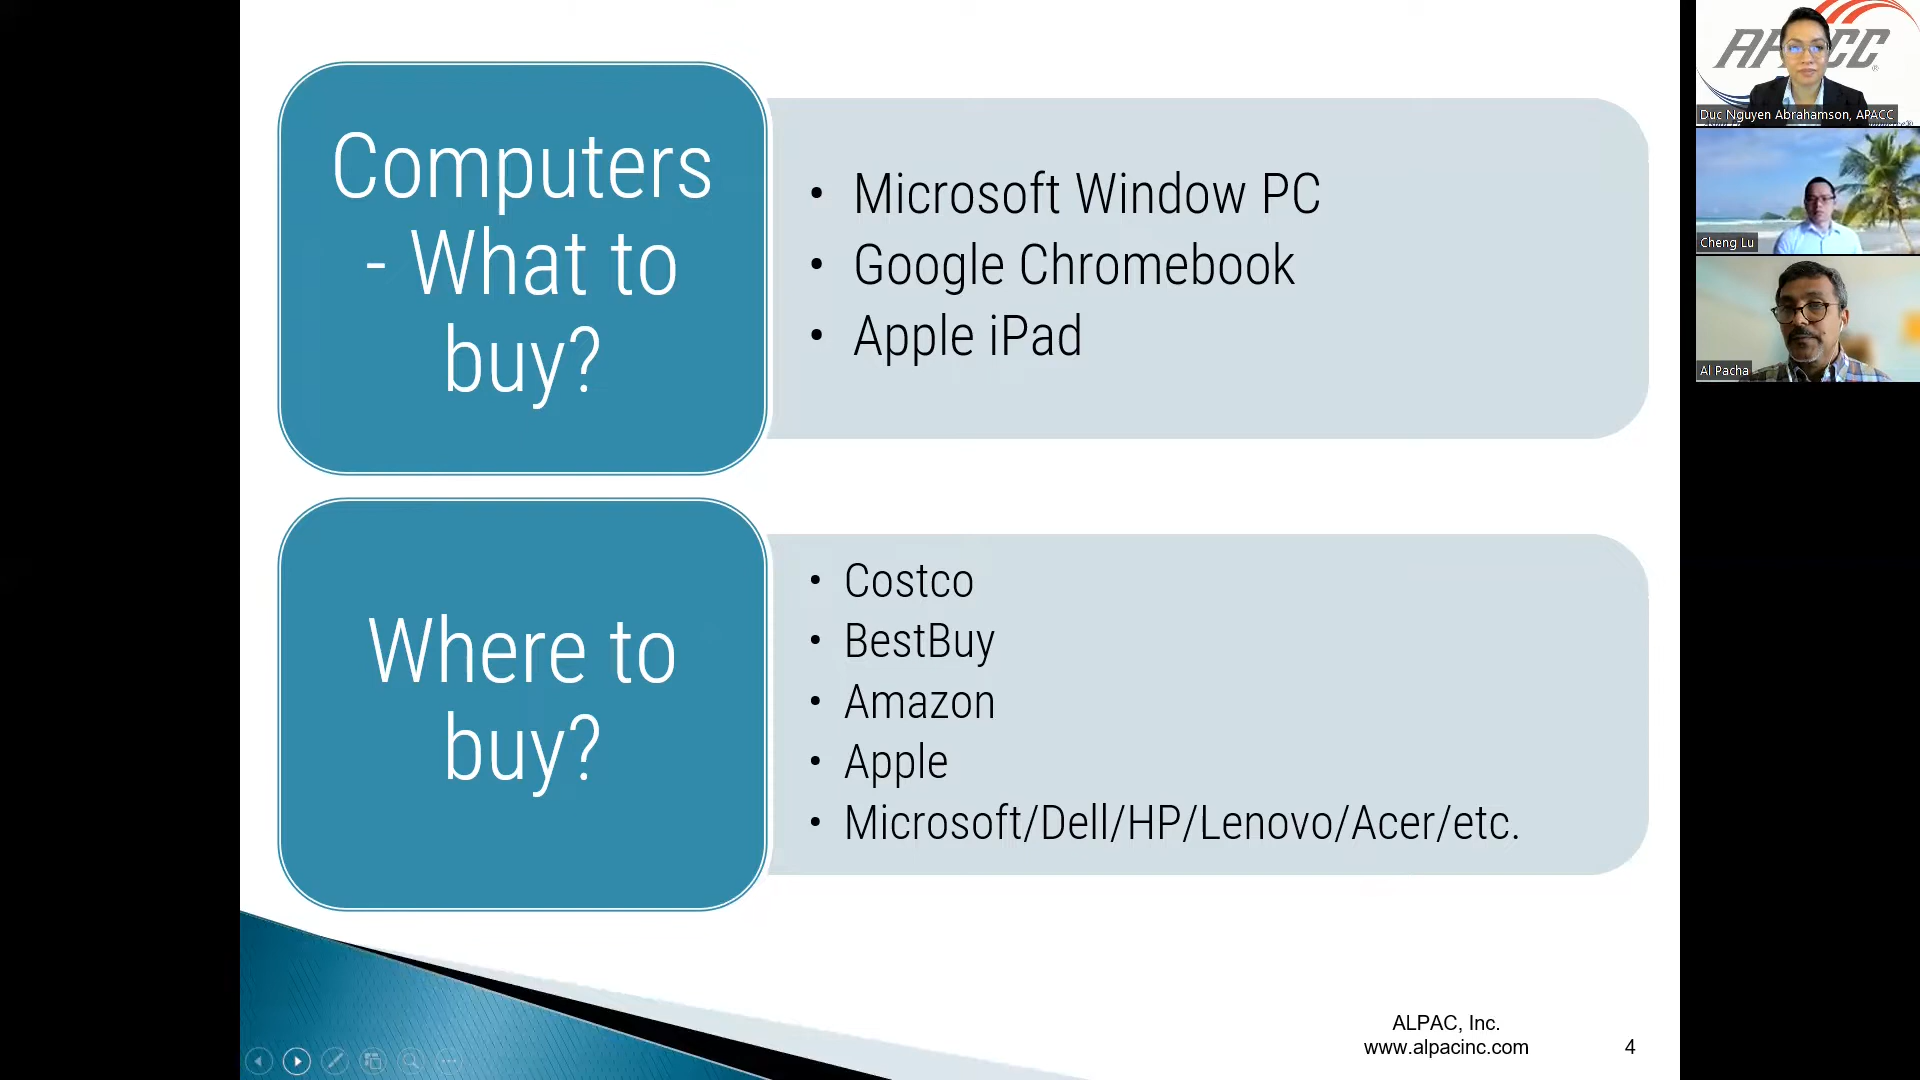 Computers
- What to
buy?
• Microsoft Window PC
• Google Chromebook
• Apple iPad
Where to
buy?
• Costco
• BestBuy
• Amazon
• Apple
• Microsoft/Dell/HP/Lenovo/Acer/etc.
ALPAC, Inc.
www.alpacinc.com
4
Duc Nguyen Abrahamson, APACC
Cheng Lu
Al Pacha